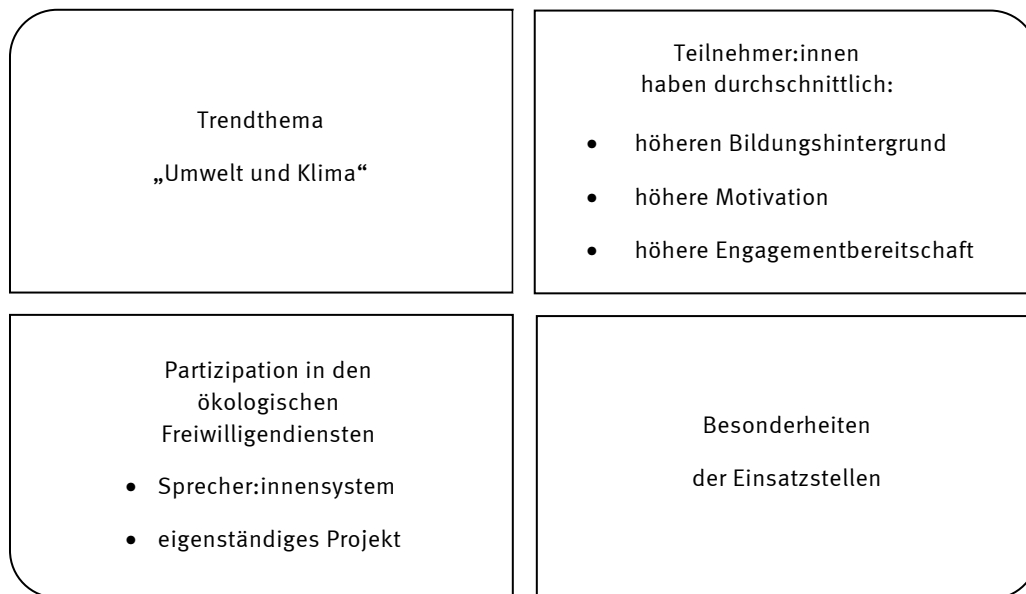 Trendthema
„Umwelt und Klima“
Teilnehmer:innen
haben durchschnittlich:
• höheren Bildungshintergrund
• höhere Motivation
• höhere Engagementbereitschaft
Partizipation in den
ökologischen
Freiwilligendiensten
• Sprecher:innensystem
• eigenständiges Projekt
Besonderheiten
der Einsatzstellen